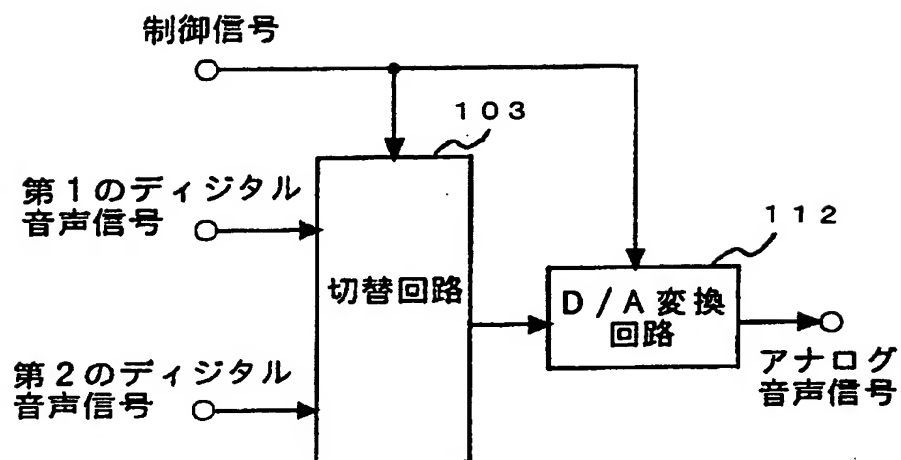 制御信号
103
第1のディジタル
音声信号
112
切替回路
D/A変換
回路
第2のディジタル
音声信号
アナログ
音声信号